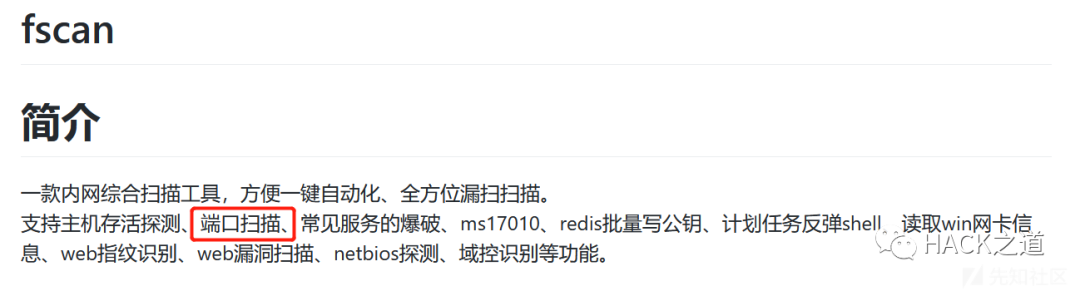 fscan
简介
一款内网综合扫描工具，方便一键自动化、全方位漏扫扫描。
支持主机存活探测、端口扫描、常见服务的爆破、ms17010、redis批量写公钥、计划任务反弹shell、读取win网卡信
息、web指纹识别、web漏洞扫描、netbios探测、域控识别等功能。
HACK之道
先知社区